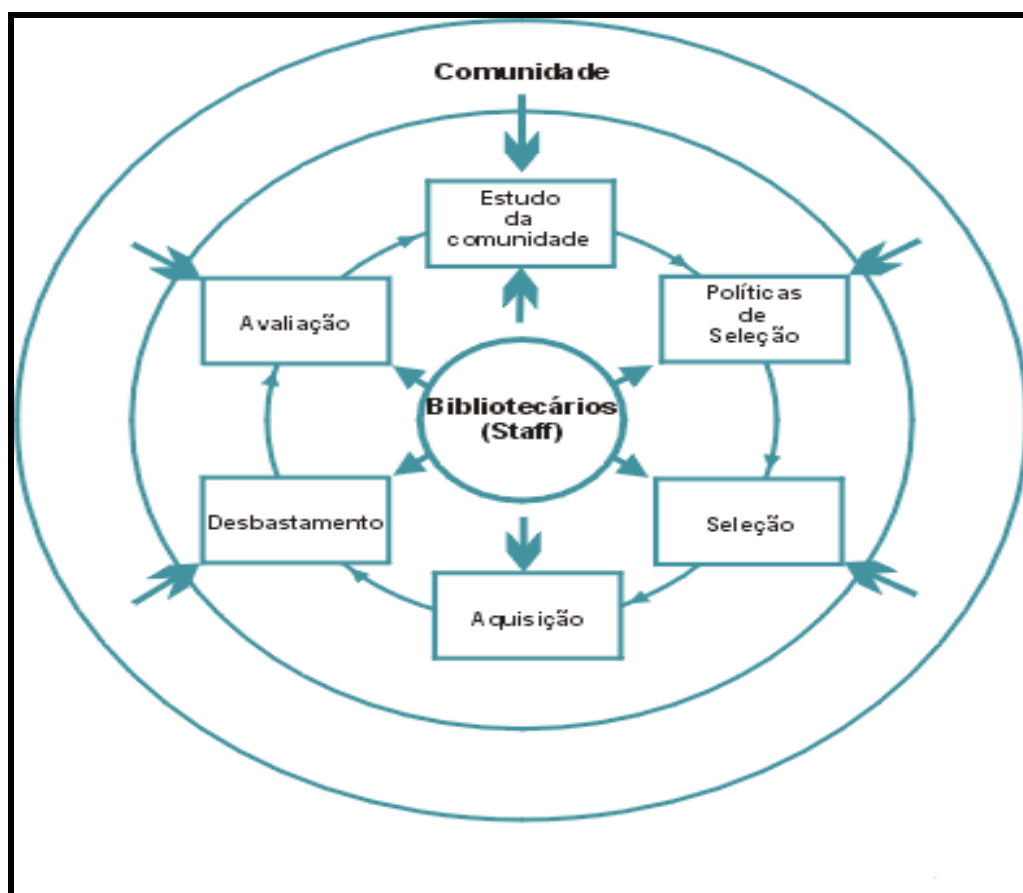 Comunidade
Estudo
da
comunidade
Políticas
de
Seleção
Avaliação
Bibliotecários
(Staff)
Desbastamento
Seleção
Aquisição